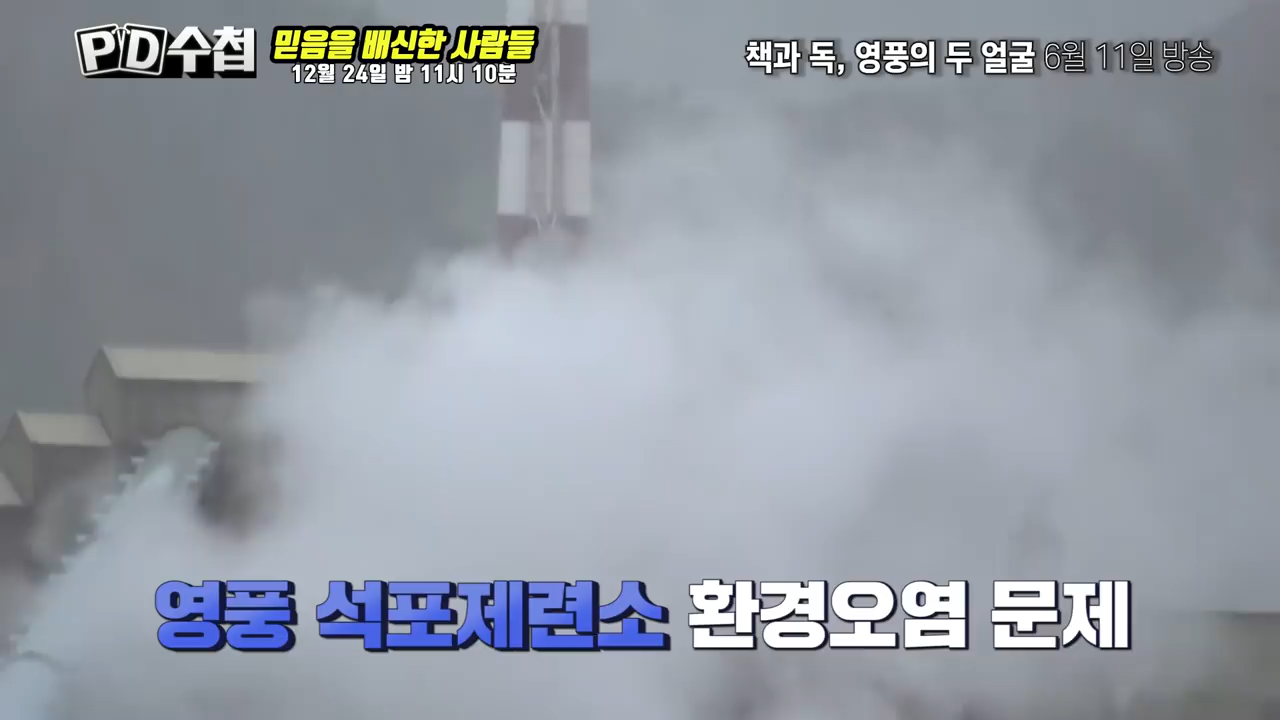 PD수첩
믿음을 배신한 사람들
12월 24일 밤 11시 10분
책과 독, 영풍의 두 얼굴 6월 11일 방송
영풍 석포제련소 환경오염 문제